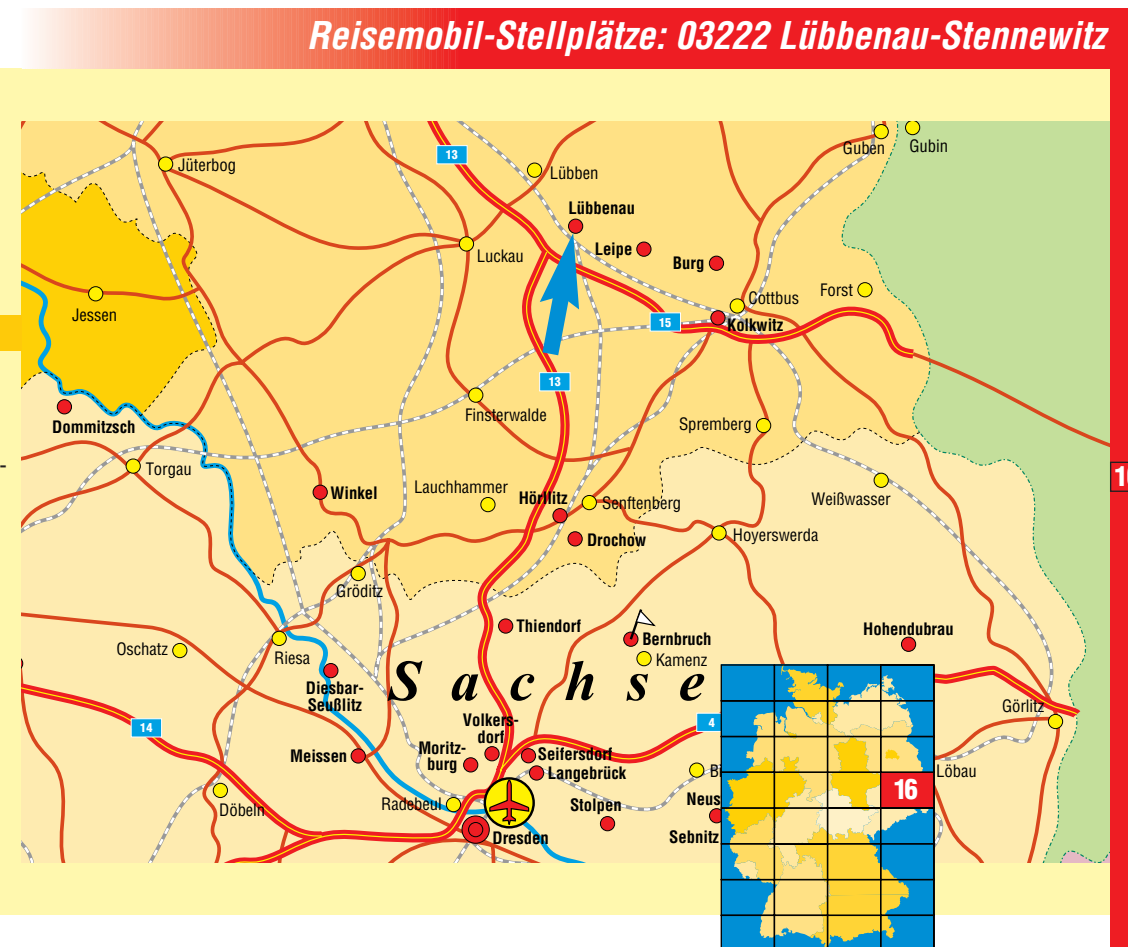 Reisemobil-Stellplätze: 03222 Lübbenau-Stennewitz
Jüterbog
13
Lübben
Guben
Gubin
Lübbenau
Leipe
Burg
Luckau
Jessen
Cottbus
Forst
15
Kolkwitz
13
Dommitzsch
Finsterwalde
Spremberg
-
Torgau
Winkel
Lauchhammer
Hörlitz
Senftenberg
Weißwasser
Drochow
Hoyerswerda
Gröditz
Thiendorf
Bernbruch
Hohendubrau
Oschatz
Riesa
Kamenz
Sachse
Diesbar-
Seußlitz
Görlitz
14
Volkers-
dorf
4
Meissen
Moritz-
burg
Seifersdorf
Langebrück
Bi
Löbau
16
Döbeln
Radebeul
Stolpen
Neus
Dresden
Sebnitz